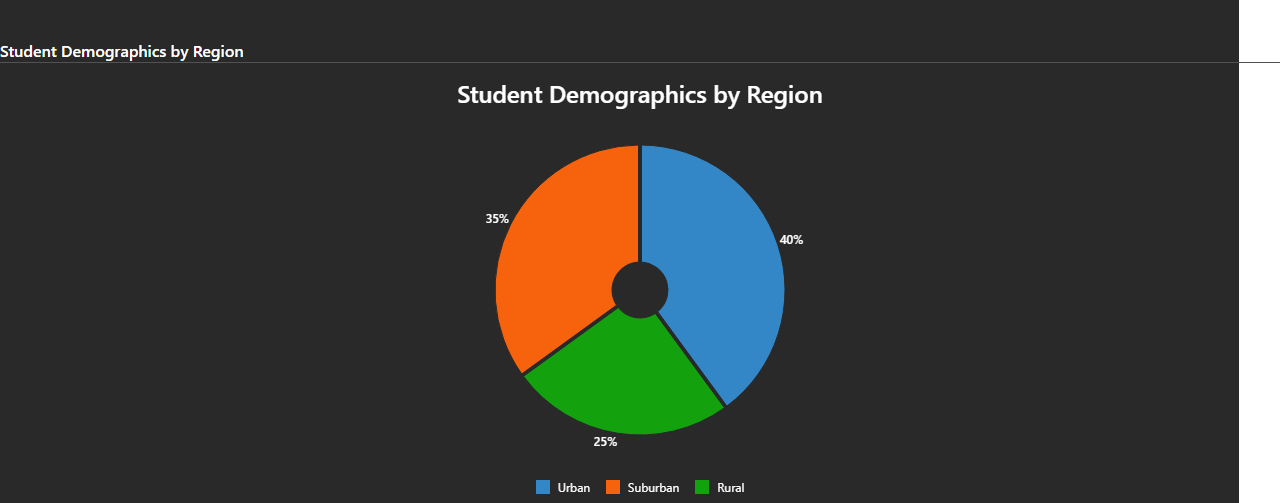 Student Demographics by Region
Student Demographics by Region
35%
40%
25%
Urban Suburban Rural